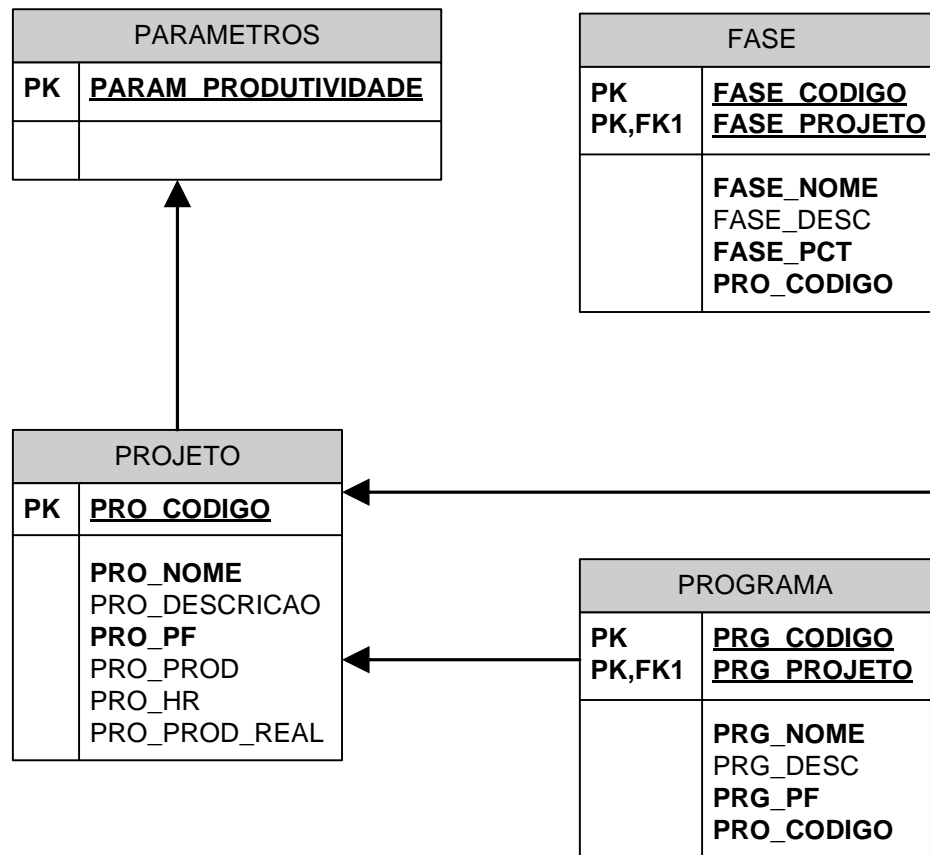 PARAMETROS
PK PARAM_PRODUTIVIDADE
FASE
PK FASE_CODIGO
PK,FK1 FASE_PROJETO
FASE_NOME
FASE_DESC
FASE_PCT
PRO_CODIGO
PROJETO
PK PRO_CODIGO
PRO_NOME
PRO_DESCRICAO
PRO_PF
PRO_PROD
PRO_HR
PRO_PROD_REAL
PROGRAMA
PK PRG_CODIGO
PK,FK1 PRG_PROJETO
PRG_NOME
PRG_DESC
PRG_PF
PRO_CODIGO